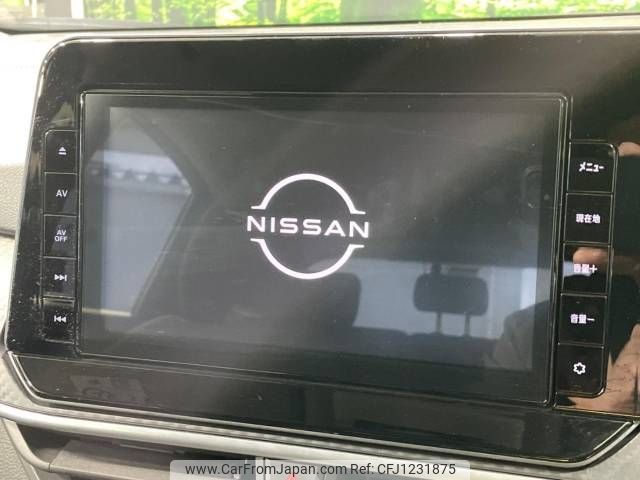 メニュー
AV
現在地
NISSAN
AV
OFF
音量+
音量-
www.CarFromJapan.com | REF No. CFJ1231875